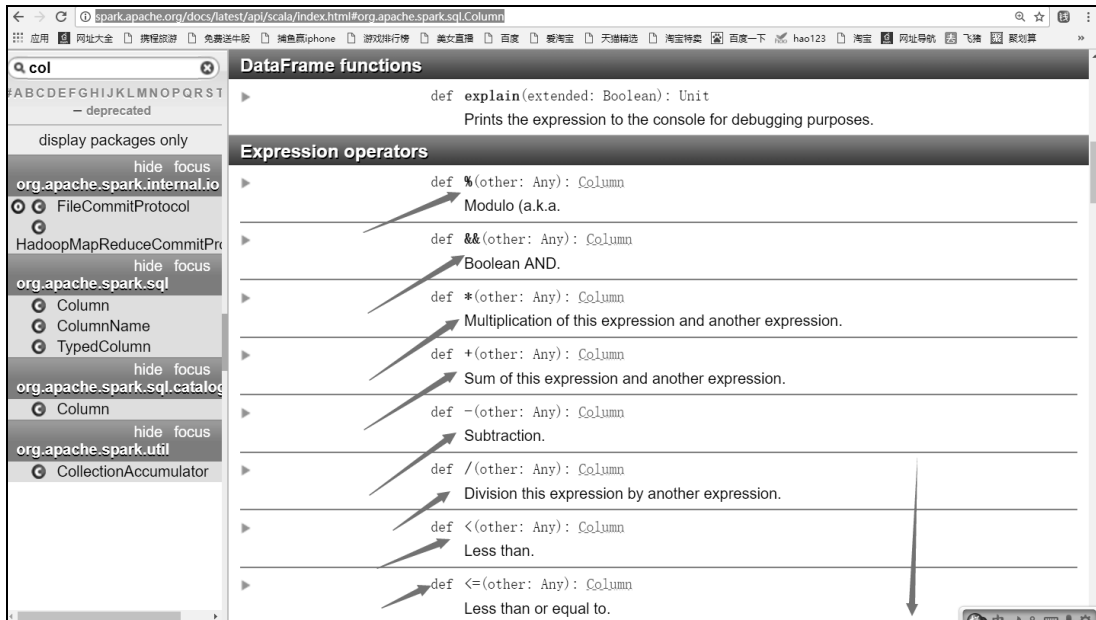 spark.apache.org/docs/latest/api/scala/index.html#org.apache.spark.sql.Column
应用 网址大全 携程旅游 免费送牛股 捕鱼赢iphone 游戏排行榜 美女直播 百度 爱淘宝 天猫精选 淘宝特卖 百度一下 hao123 淘宝 网址导航 飞猪 聚划算 »
col
#ABCDEFGHIJKLMNOPQRST
– deprecated
display packages only
hide focus
org.apache.spark.internal.io
FileCommitProtocol
HadoopMapReduceCommitPro
hide focus
org.apache.spark.sql
Column
ColumnName
TypedColumn
hide focus
org.apache.spark.sql.catalog
Column
hide focus
org.apache.spark.util
CollectionAccumulator
DataFrame functions
def explain(extended: Boolean): Unit
Prints the expression to the console for debugging purposes.
Expression operators
def %(other: Any): Column
Modulo (a.k.a.
def &&(other: Any): Column
Boolean AND.
def *(other: Any): Column
Multiplication of this expression and another expression.
def +(other: Any): Column
Sum of this expression and another expression.
def -(other: Any): Column
Subtraction.
def /(other: Any): Column
Division this expression by another expression.
def <(other: Any): Column
Less than.
def <=(other: Any): Column
Less than or equal to.